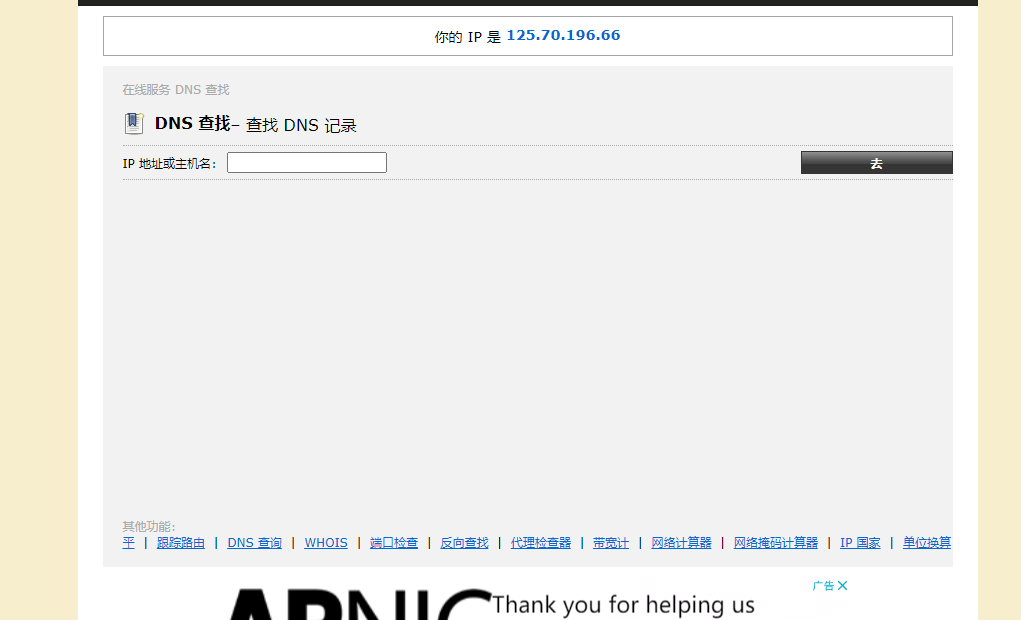 你的 IP 是 125.70.196.66
在线服务 DNS 查找
DNS 查找– 查找 DNS 记录
IP 地址或主机名: 去
其他功能:
平 | 跟踪路由 | DNS 查询 | WHOIS | 端口检查 | 反向查找 | 代理检查器 | 带宽计 | 网络计算器 | 网络掩码计算器 | IP 国家 | 单位换算
广告
APNIC Thank you for helping us